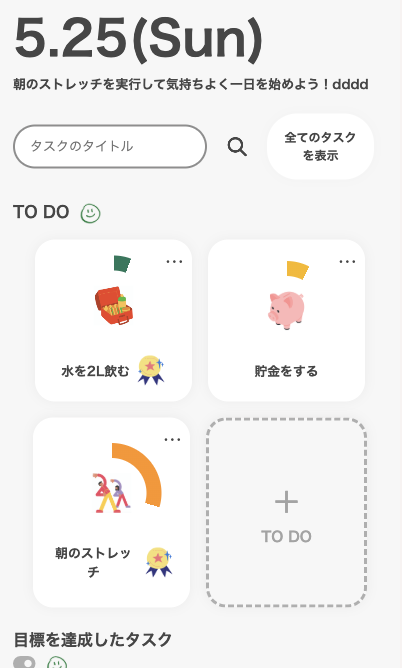 5.25(Sun)
朝のストレッチを実行して気持ちよく一日を始めよう！dddd
タスクのタイトル
全てのタスク
を表示
TO DO
水を2L飲む
貯金をする
朝のストレッ
チ
TO DO
目標を達成したタスク